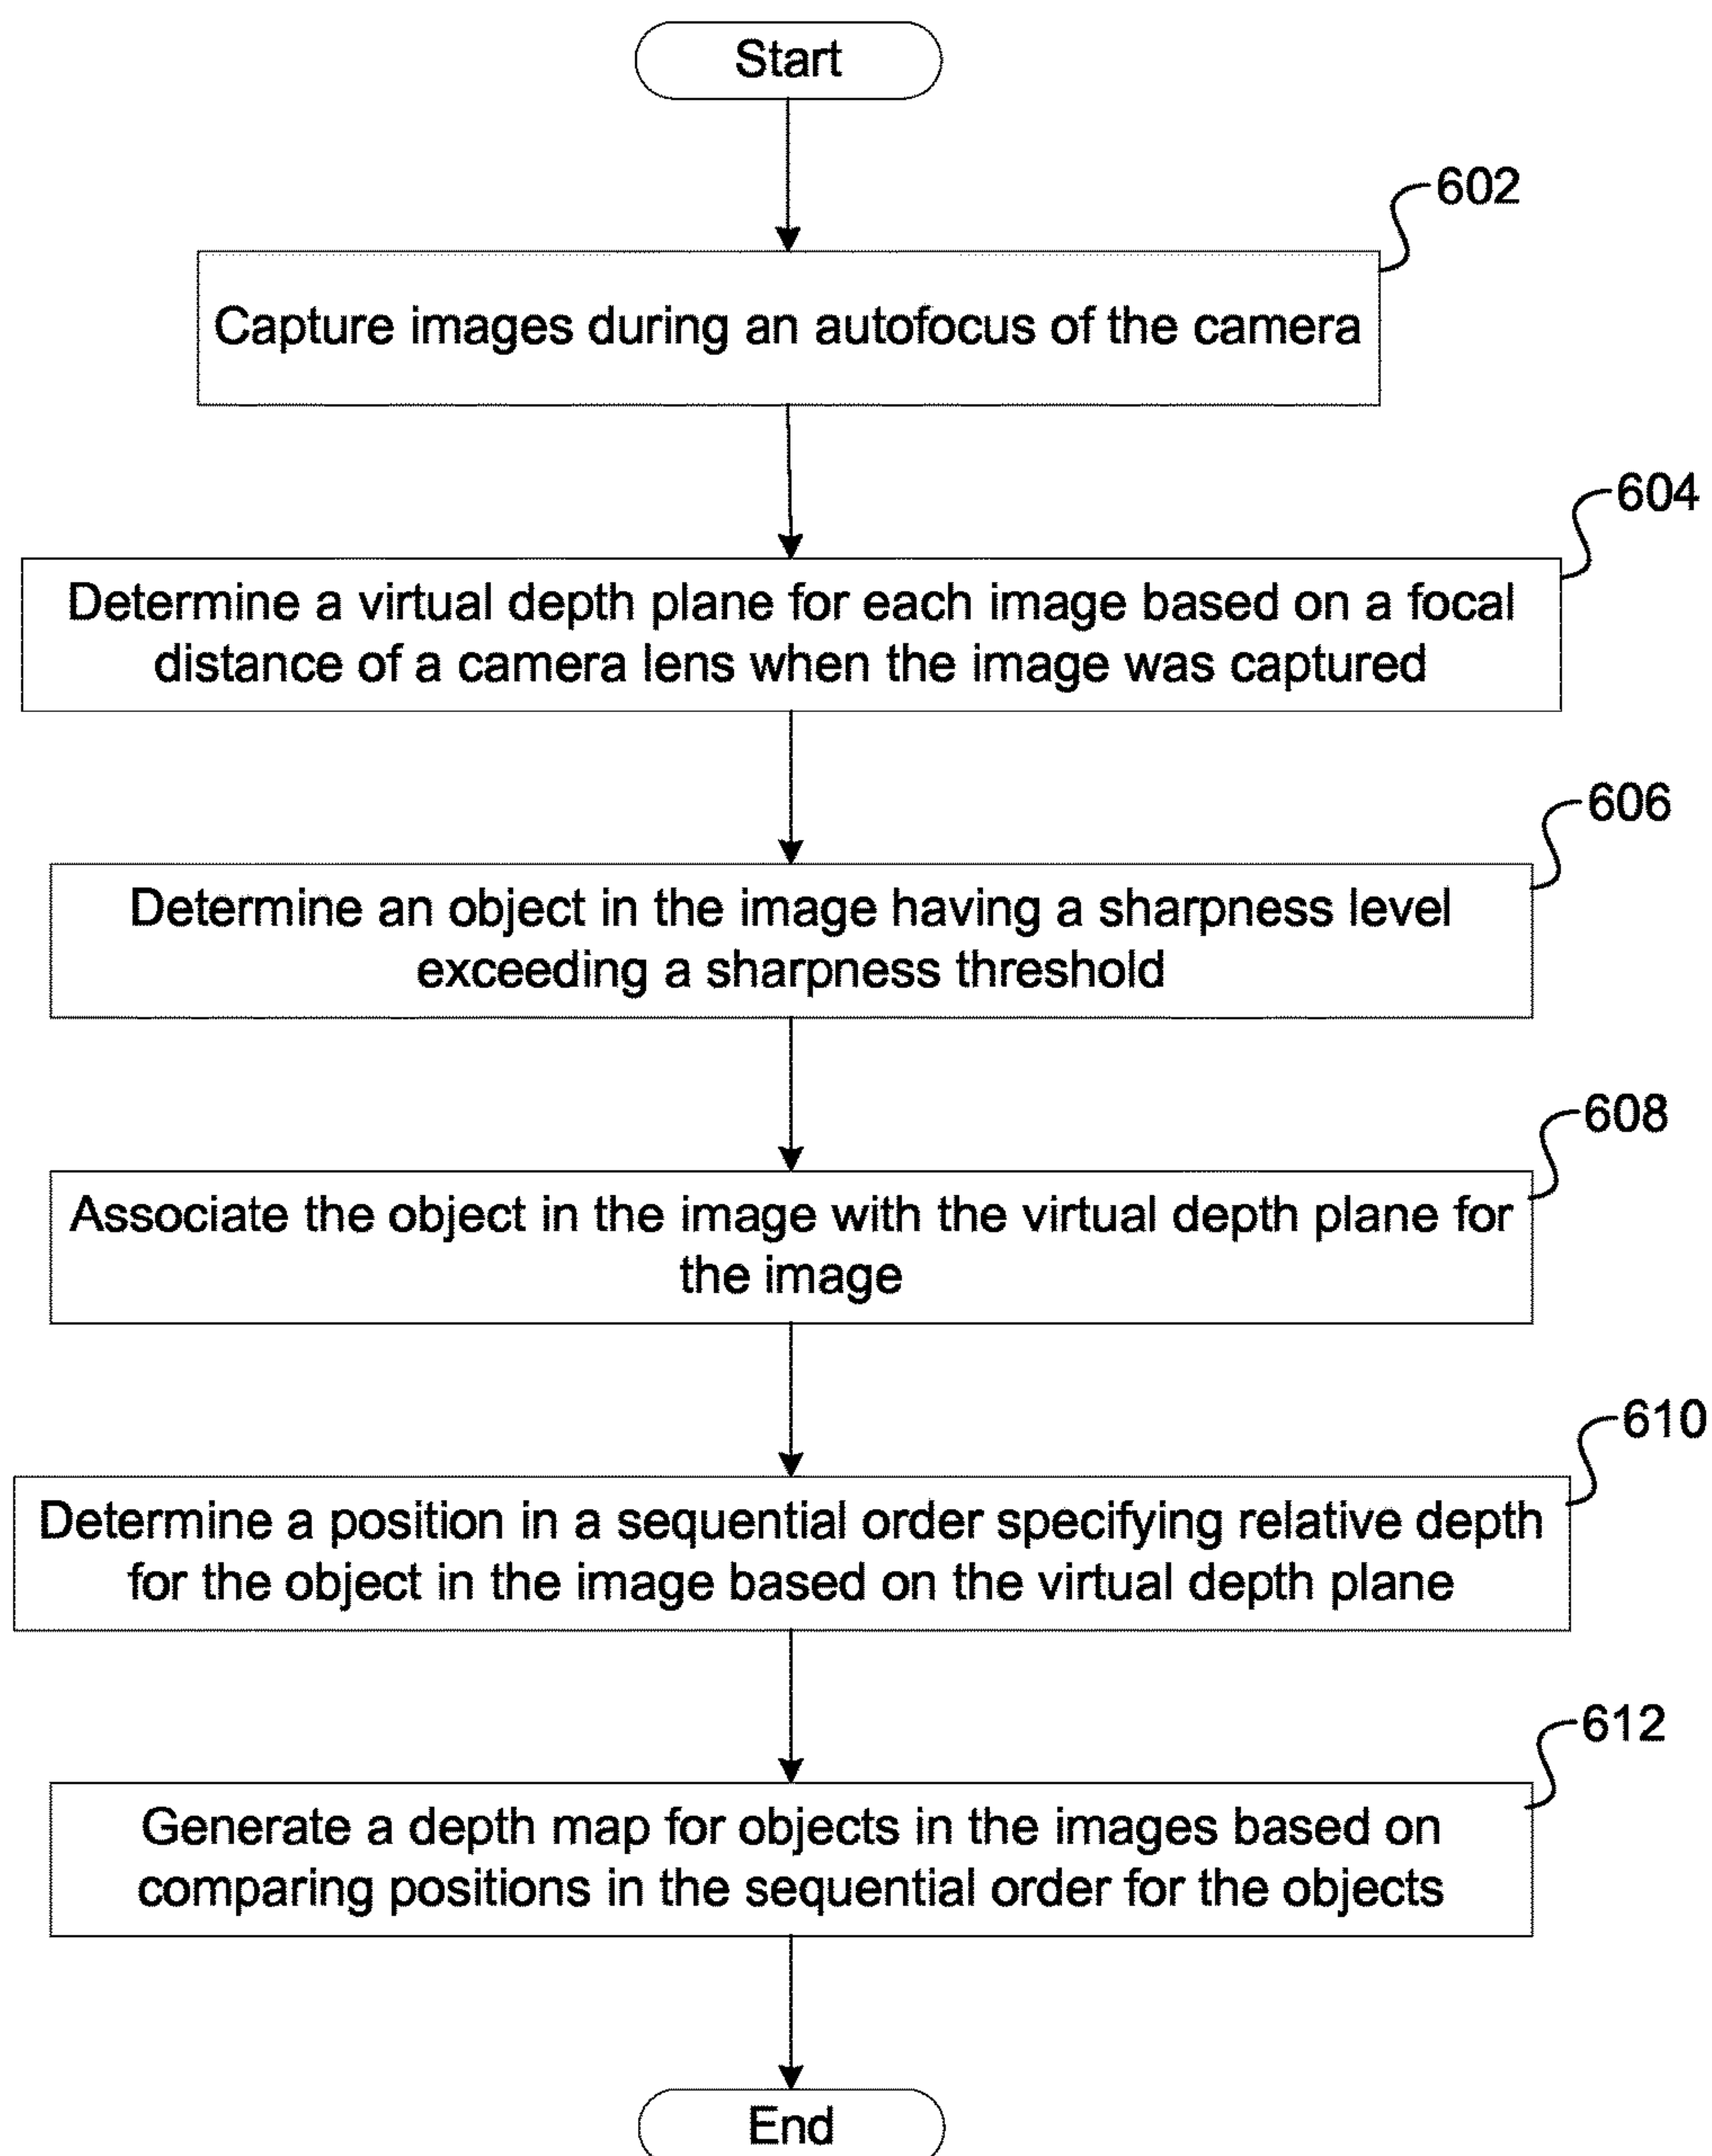 Start
602
Capture images during an autofocus of the camera
604
Determine a virtual depth plane for each image based on a focal
distance of a camera lens when the image was captured
606
Determine an object in the image having a sharpness level
exceeding a sharpness threshold
608
Associate the object in the image with the virtual depth plane for
the image
610
Determine a position in a sequential order specifying relative depth
for the object in the image based on the virtual depth plane
612
Generate a depth map for objects in the images based on
comparing positions in the sequential order for the objects
End